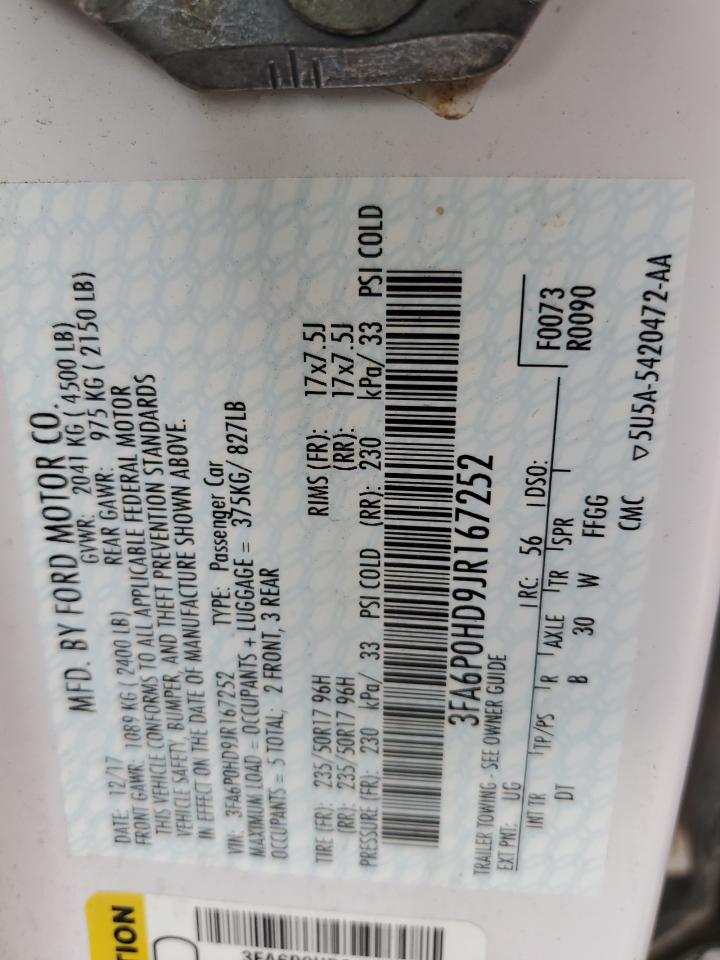 MFD. BY FORD MOTOR CO.
DATE: 12/17 GVWR: 2041 KG ( 4500 LB)
FRONT GAWR: 1089 KG ( 2400 LB) REAR GAWR: 975 KG ( 2150 LB)
THIS VEHICLE CONFORMS TO ALL APPLICABLE FEDERAL MOTOR
VEHICLE SAFETY, BUMPER, AND THEFT PREVENTION STANDARDS
IN EFFECT ON THE DATE OF MANUFACTURE SHOWN ABOVE.
VIN: 3FA6P0HD9JR167252 TYPE: Passenger Car
MAXIMUM LOAD = OCCUPANTS + LUGGAGE = 375KG/ 827LB
OCCUPANTS = 5 TOTAL; 2 FRONT, 3 REAR
TIRE (FR): 235/50R17 96H RIMS (FR): 17x7.5J
(RR): 235/50R17 96H (RR): 17x7.5J
PRESSURE (FR): 230 kPa/ 33 PSI COLD (RR): 230 kPa/ 33 PSI COLD
3FA6P0HD9JR167252
TRAILER TOWING - SEE OWNER GUIDE
EXT PNT: UG RC: 56 DSO: F0073
INT TR TP/PS R AXLE TR SPR R0090
DT B 30 W FFGG
CMC ▽5U5A-5420472-AA
TION